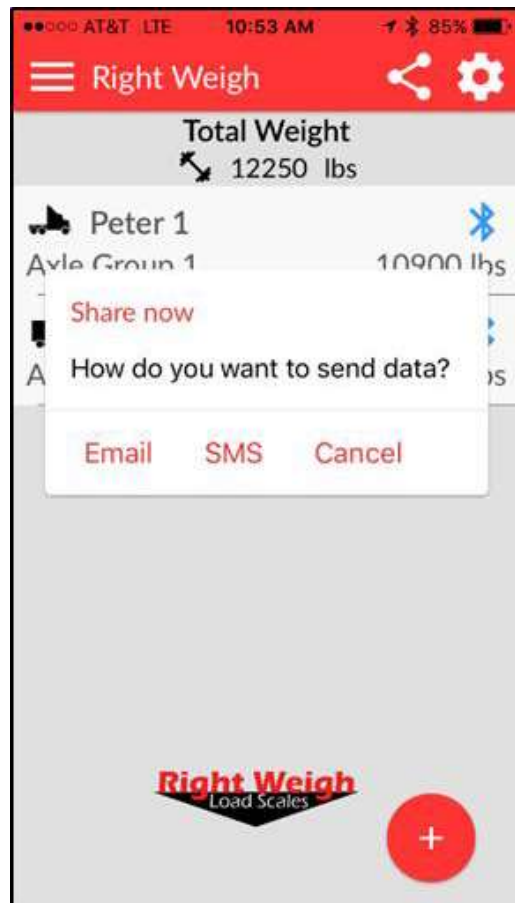 AT&T LTE 10:53 AM 85%
Right Weigh
Total Weight
12250 lbs
Peter 1
Axle Group 1 10900 lbs
Share now
A
How do you want to send data?
Email SMS Cancel
Right Weigh
Load Scales
+